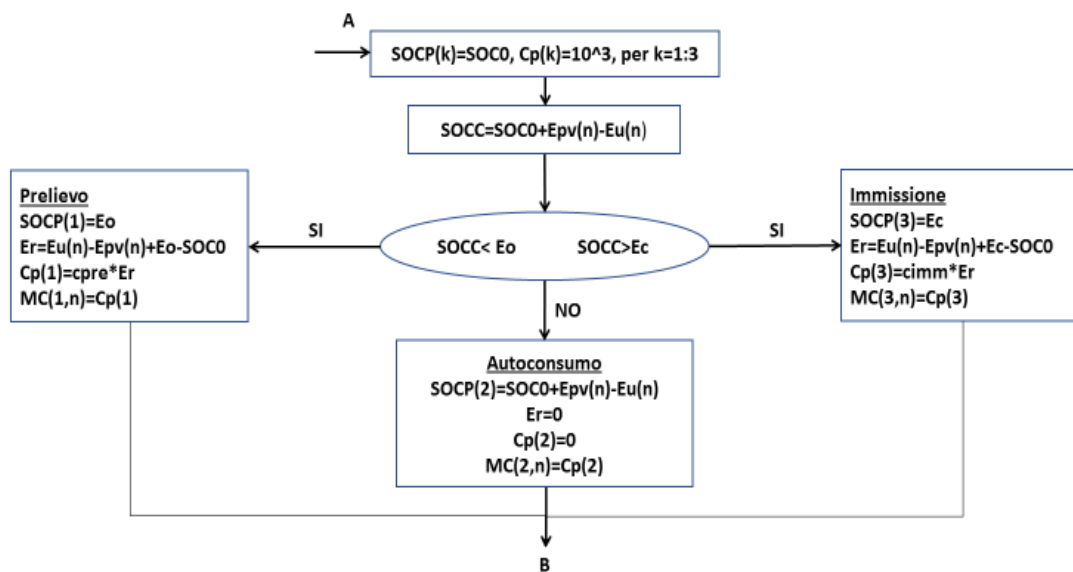 A
SOCP(k)=SOC0, Cp(k)=10^3, per k=1:3
SOCC=SOC0+Epv(n)-Eu(n)
Prelievo
SOCP(1)=Eo
Er=Eu(n)-Epv(n)+Eo-SOC0
Cp(1)=cpre*Er
MC(1,n)=Cp(1)
SI
SOCC< Eo
SOCC>Ec
SI
Immissione
SOCP(3)=Ec
Er=Eu(n)-Epv(n)+Ec-SOC0
Cp(3)=cimm*Er
MC(3,n)=Cp(3)
NO
Autoconsumo
SOCP(2)=SOC0+Epv(n)-Eu(n)
Er=0
Cp(2)=0
MC(2,n)=Cp(2)
B